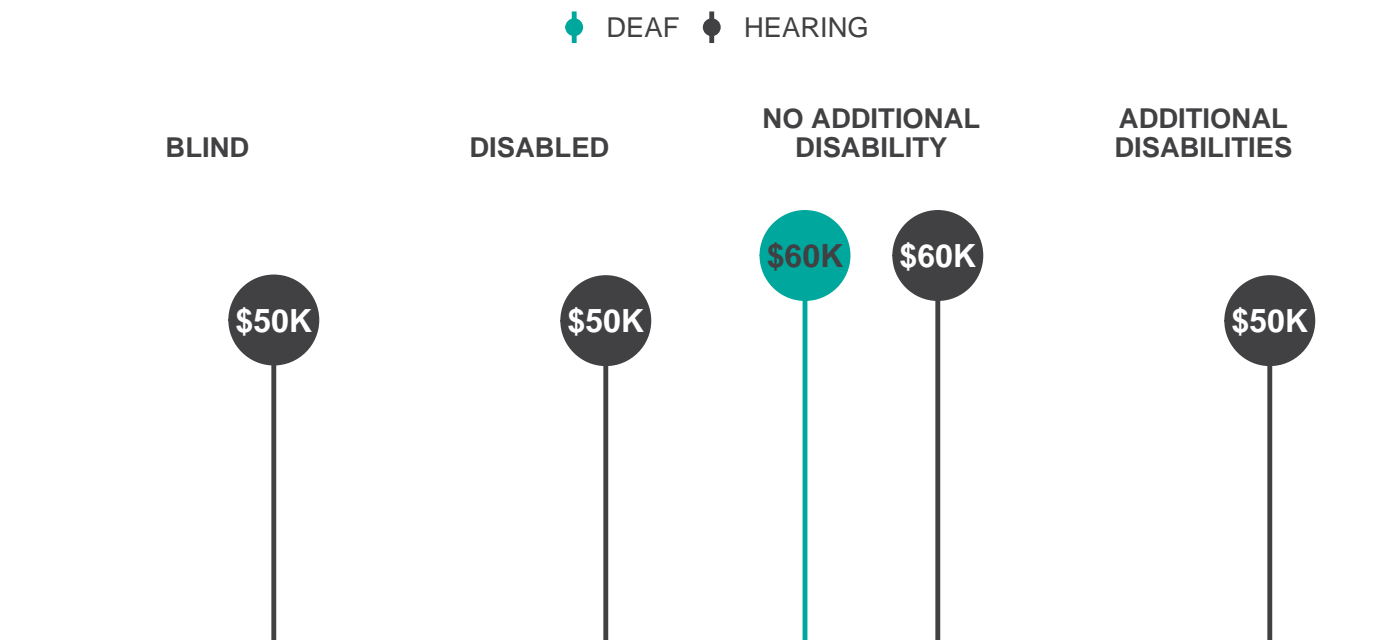 DEAF HEARING
BLIND
DISABLED
NO ADDITIONAL
DISABILITY
ADDITIONAL
DISABILITIES
$50K
$50K
$60K
$60K
$50K